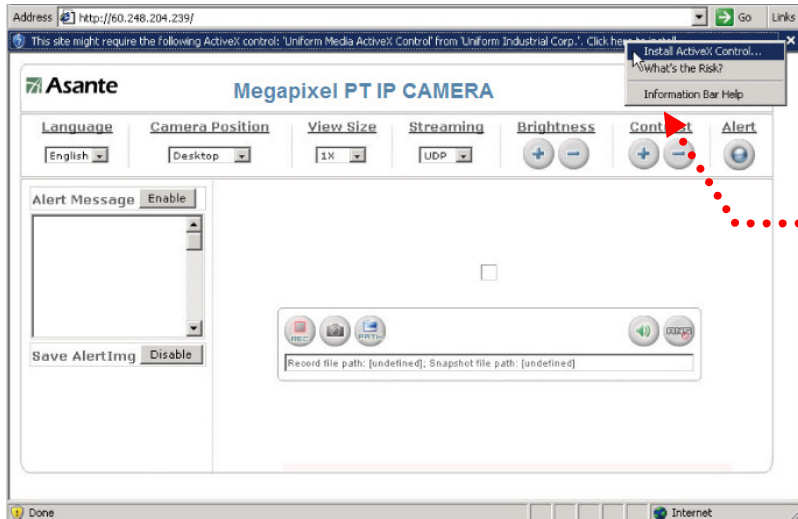 Address http://60.248.204.239/ Go Links
This site might require the following ActiveX control: 'Uniform Media ActiveX Control' from 'Uniform Industrial Corp.'. Click here to install
Install ActiveX Control...
What's the Risk?
Information Bar Help
Asante
Megapixel PT IP CAMERA
Language Camera Position View Size Streaming Brightness Contrast Alert
English Desktop 1X UDP
Alert Message Enable
REC PATH
Record file path: [undefined]; Snapshot file path: [undefined]
Save AlertImg Disable
Done Internet